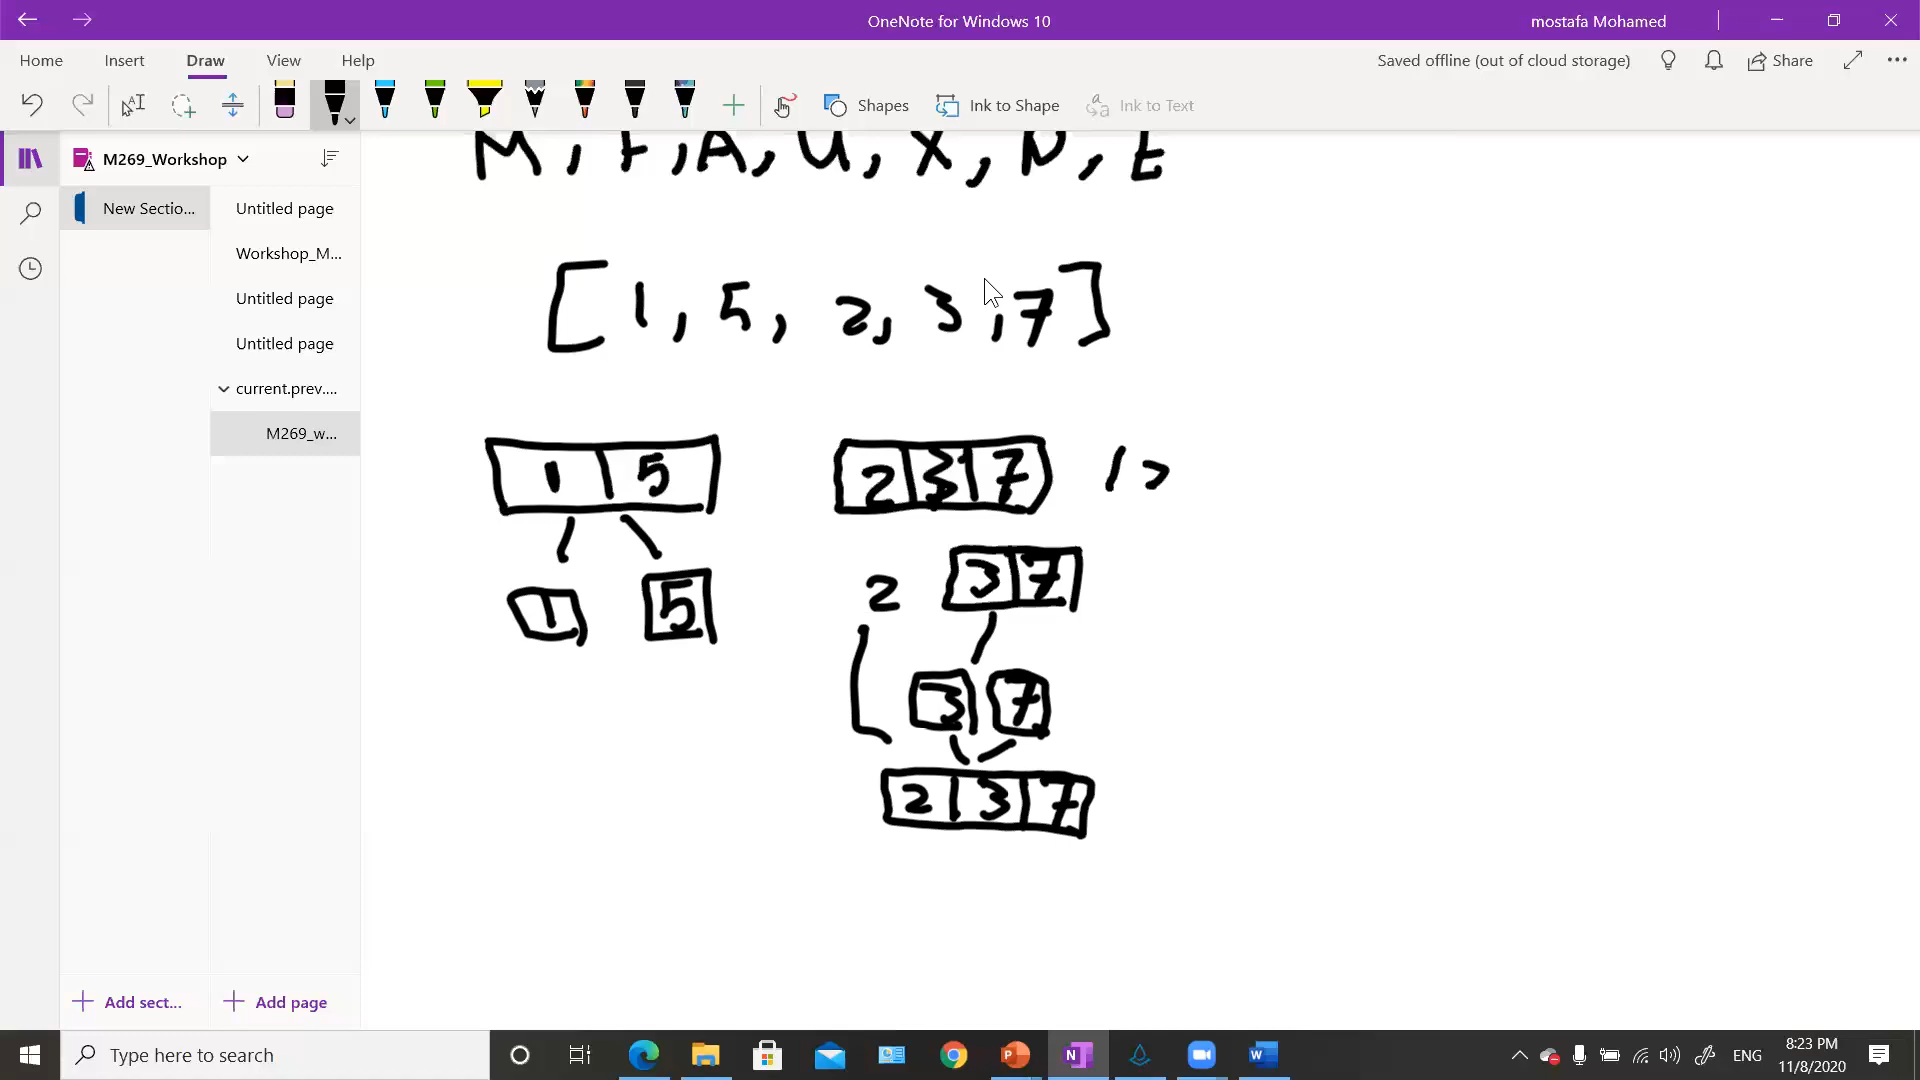 OneNote for Windows 10
mostafa Mohamed
Home Insert Draw View Help
Saved offline (out of cloud storage)
Share
Shapes
Ink to Shape
Ink to Text
M269_Workshop
New Sectio...
Untitled page
Workshop_M...
Untitled page
Untitled page
current.prev....
M269_w...
Add sect...
Add page
M, F, A, U, X, N, E
[1, 5, 2, 3, 7]
1 5
2 3 7
1 5
2 3 7
3 7
2 3 7
Type here to search
ENG
8:23 PM
11/8/2020